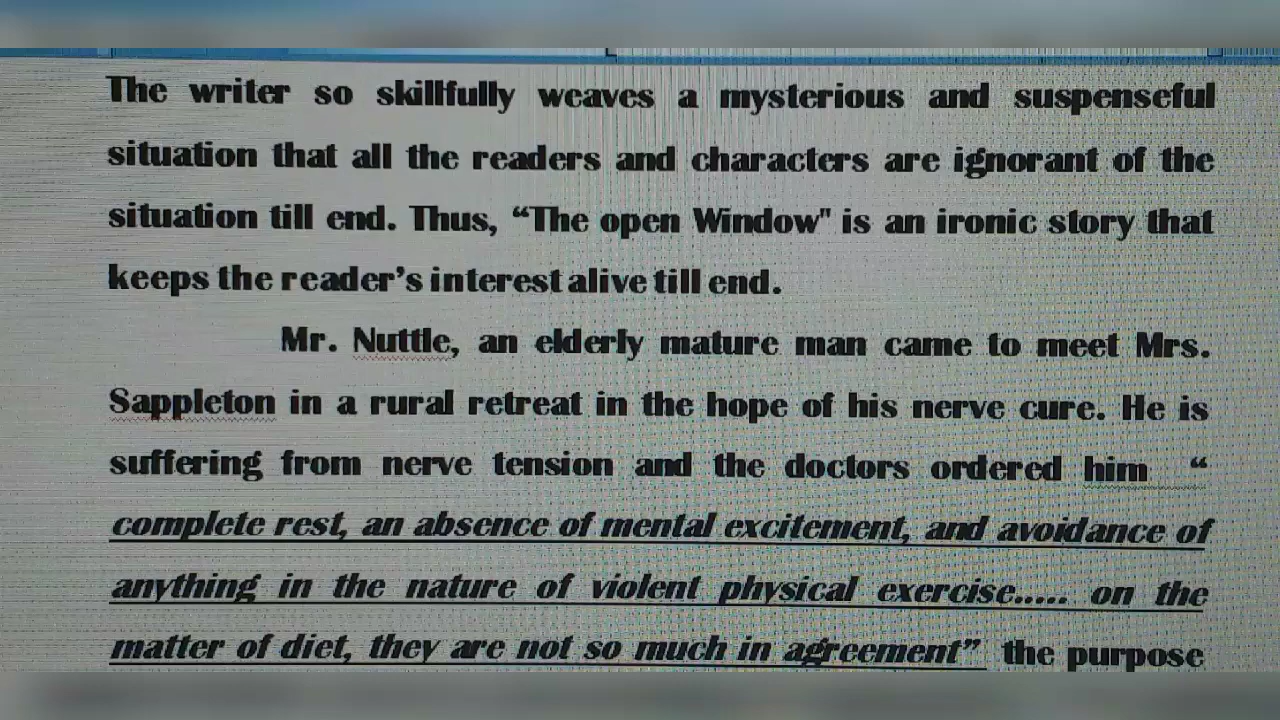 The writer so skillfully weaves a mysterious and suspenseful
situation that all the readers and characters are ignorant of the
situation till end. Thus, “The open Window" is an ironic story that
keeps the reader’s interest alive till end.
Mr. Nuttle, an elderly mature man came to meet Mrs.
Sappleton in a rural retreat in the hope of his nerve cure. He is
suffering from nerve tension and the doctors ordered him “
complete rest, an absence of mental excitement, and avoidance of
anything in the nature of violent physical exercise..... on the
matter of diet, they are not so much in agreement” the purpose